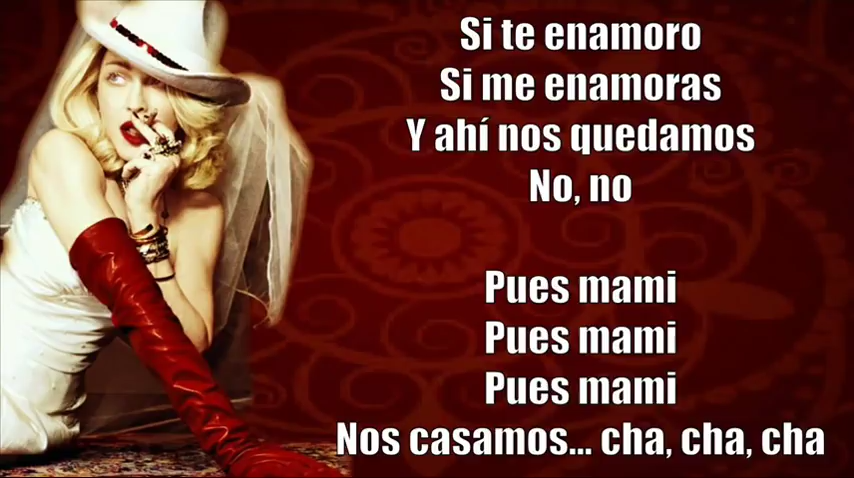 Si te enamoro
Si me enamoras
Y ahí nos quedamos
No, no
Pues mami
Pues mami
Pues mami
Nos casamos... cha, cha, cha